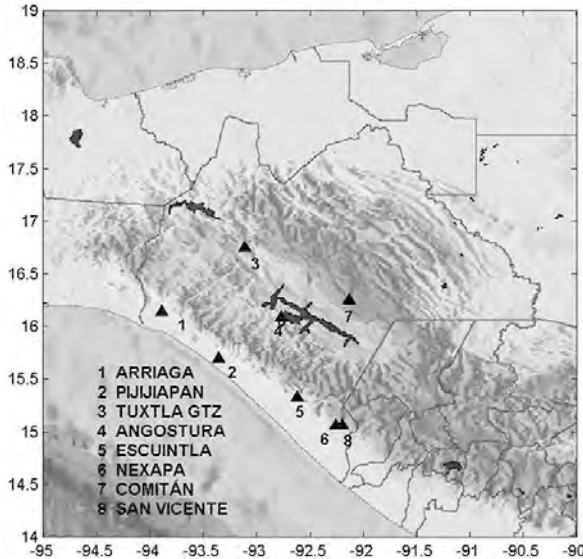 19
18.5
18
17.5
17
16.5
16
15.5
15
14.5
14
3
7
1
4
2
5
6 8
1 ARRIAGA
2 PIJIJIAPAN
3 TUXTLA GTZ
4 ANGOSTURA
5 ESCUINTLA
6 NEXAPA
7 COMITÁN
8 SAN VICENTE
-95 -94.5 -94 -93.5 -93 -92.5 -92 -91.5 -91 -90.5 -90